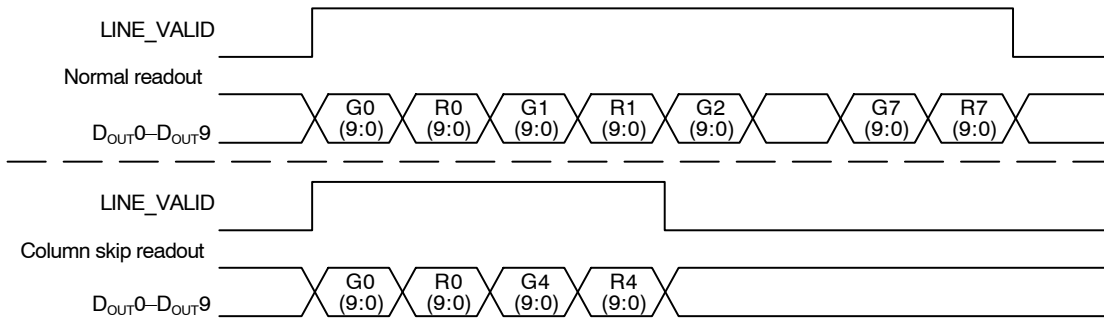 LINE_VALID
Normal readout
G0 R0 G1 R1 G2 G7 R7
DOUT0–DOUT9 (9:0) (9:0) (9:0) (9:0) (9:0) (9:0) (9:0)
LINE_VALID
Column skip readout
G0 R0 G4 R4
DOUT0–DOUT9 (9:0) (9:0) (9:0) (9:0)